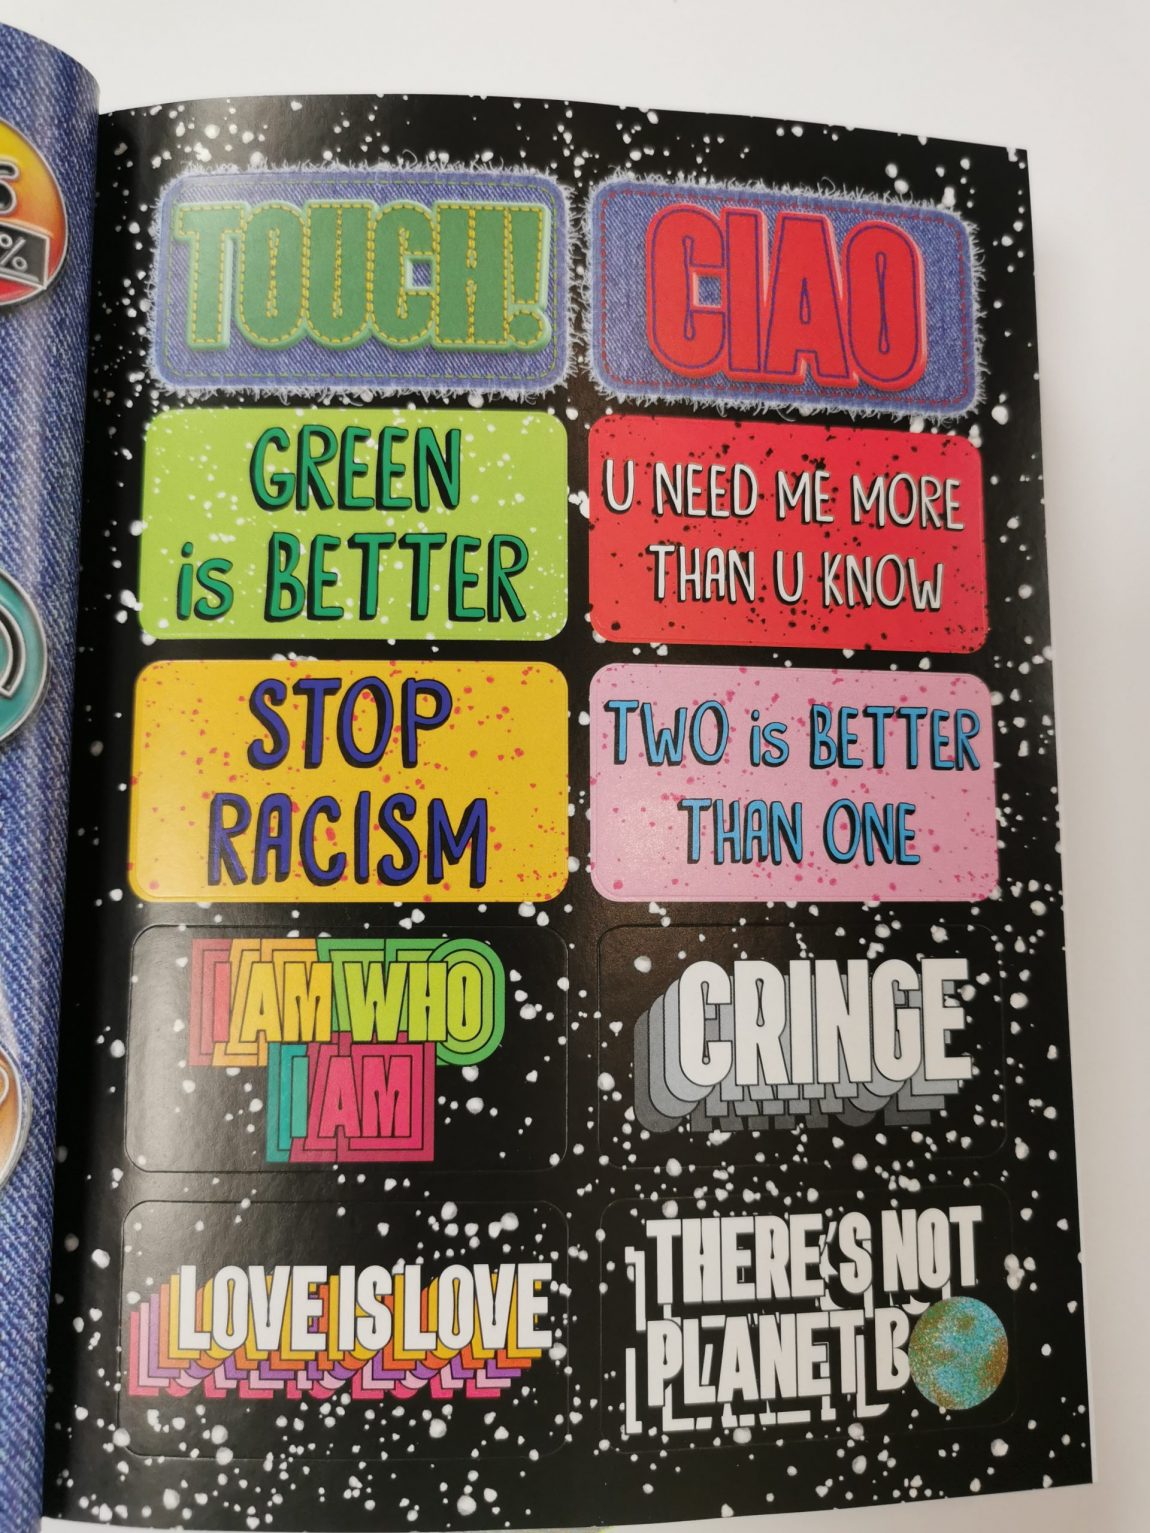 %
TOUCH!
CIAO
GREEN
is BETTER
U NEED ME MORE
THAN U KNOW
STOP
RACISM
TWO is BETTER
THAN ONE
I AM WHO
I AM
CRINGE
LOVE IS LOVE
THERE'S NOT
PLANET B